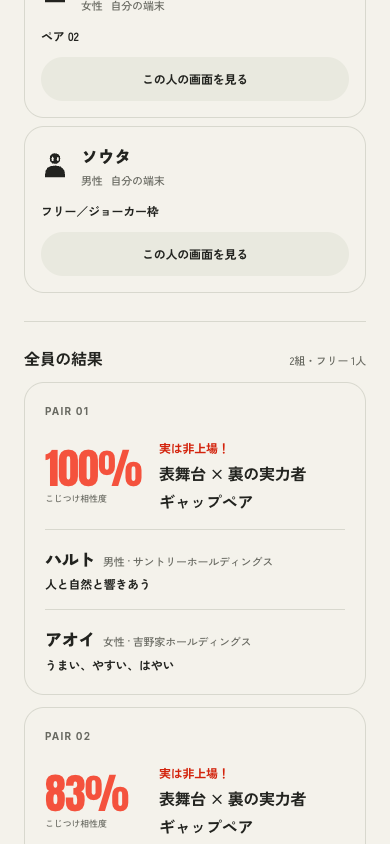 女性 自分の端末
ペア 02
この人の画面を見る
ソウタ
男性 自分の端末
フリー／ジョーカー枠
この人の画面を見る
全員の結果
2組・フリー 1人
PAIR 01
100%
こじつけ相性度
実は非上場！
表舞台 × 裏の実力者
ギャップペア
ハルト 男性 · サントリーホールディングス
人と自然と響きあう
アオイ 女性 · 吉野家ホールディングス
うまい、やすい、はやい
PAIR 02
83%
こじつけ相性度
実は非上場！
表舞台 × 裏の実力者
ギャップペア